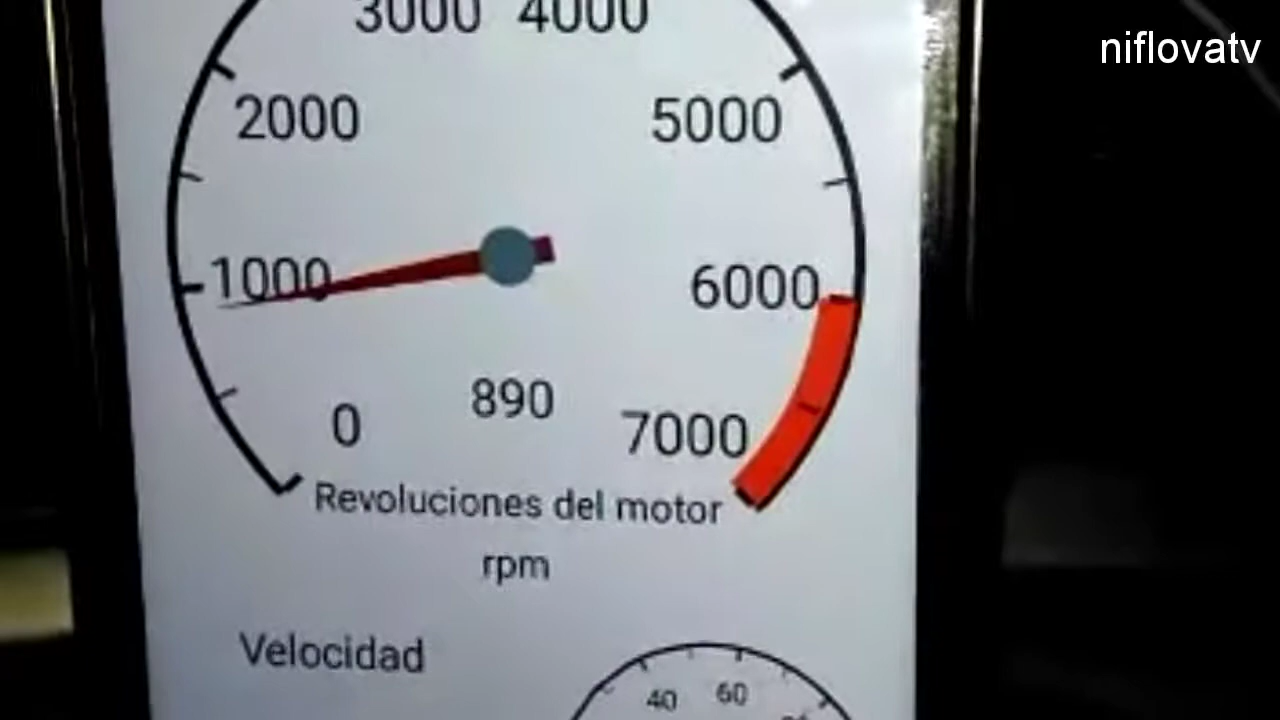 niflovatv
3000 4000
2000 5000
1000 6000
0 890 7000
Revoluciones del motor
rpm
Velocidad
40 60